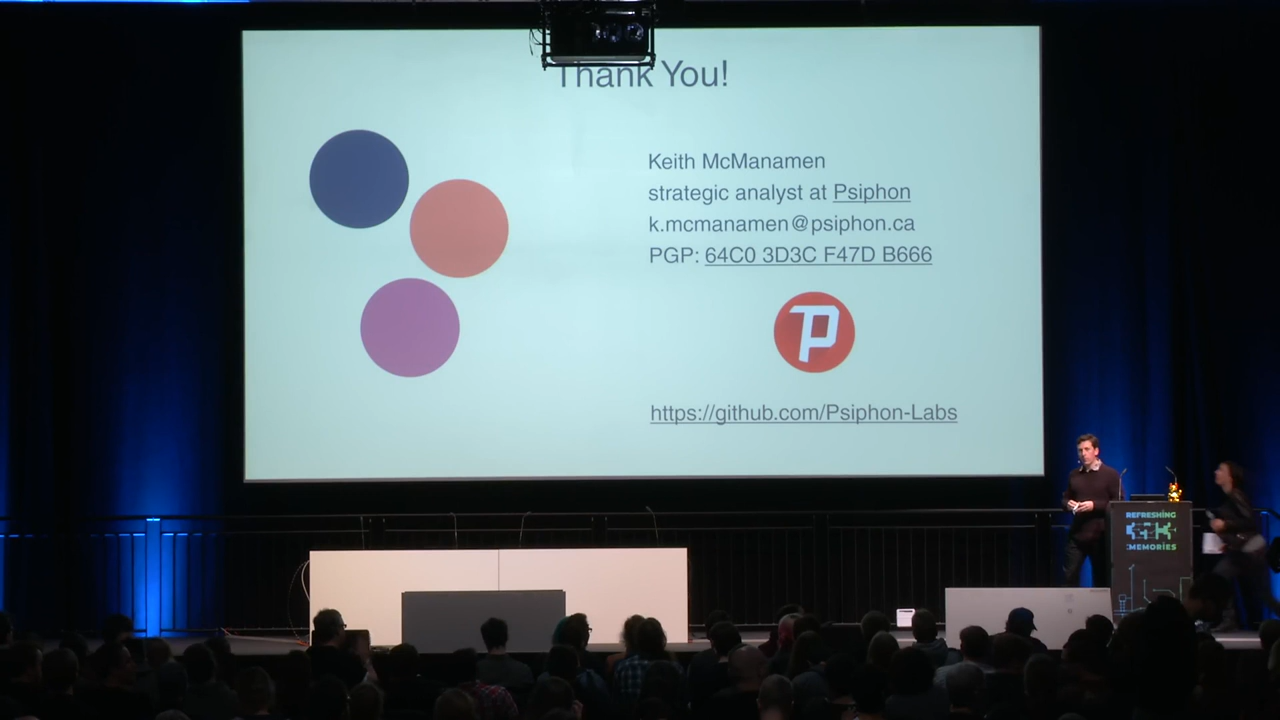 Thank You!
Keith McManamen
strategic analyst at Psiphon
k.mcmanamen@psiphon.ca
PGP: 64C0 3D3C F47D B666
P
https://github.com/Psiphon-Labs
REFRESHING
MEMORIES